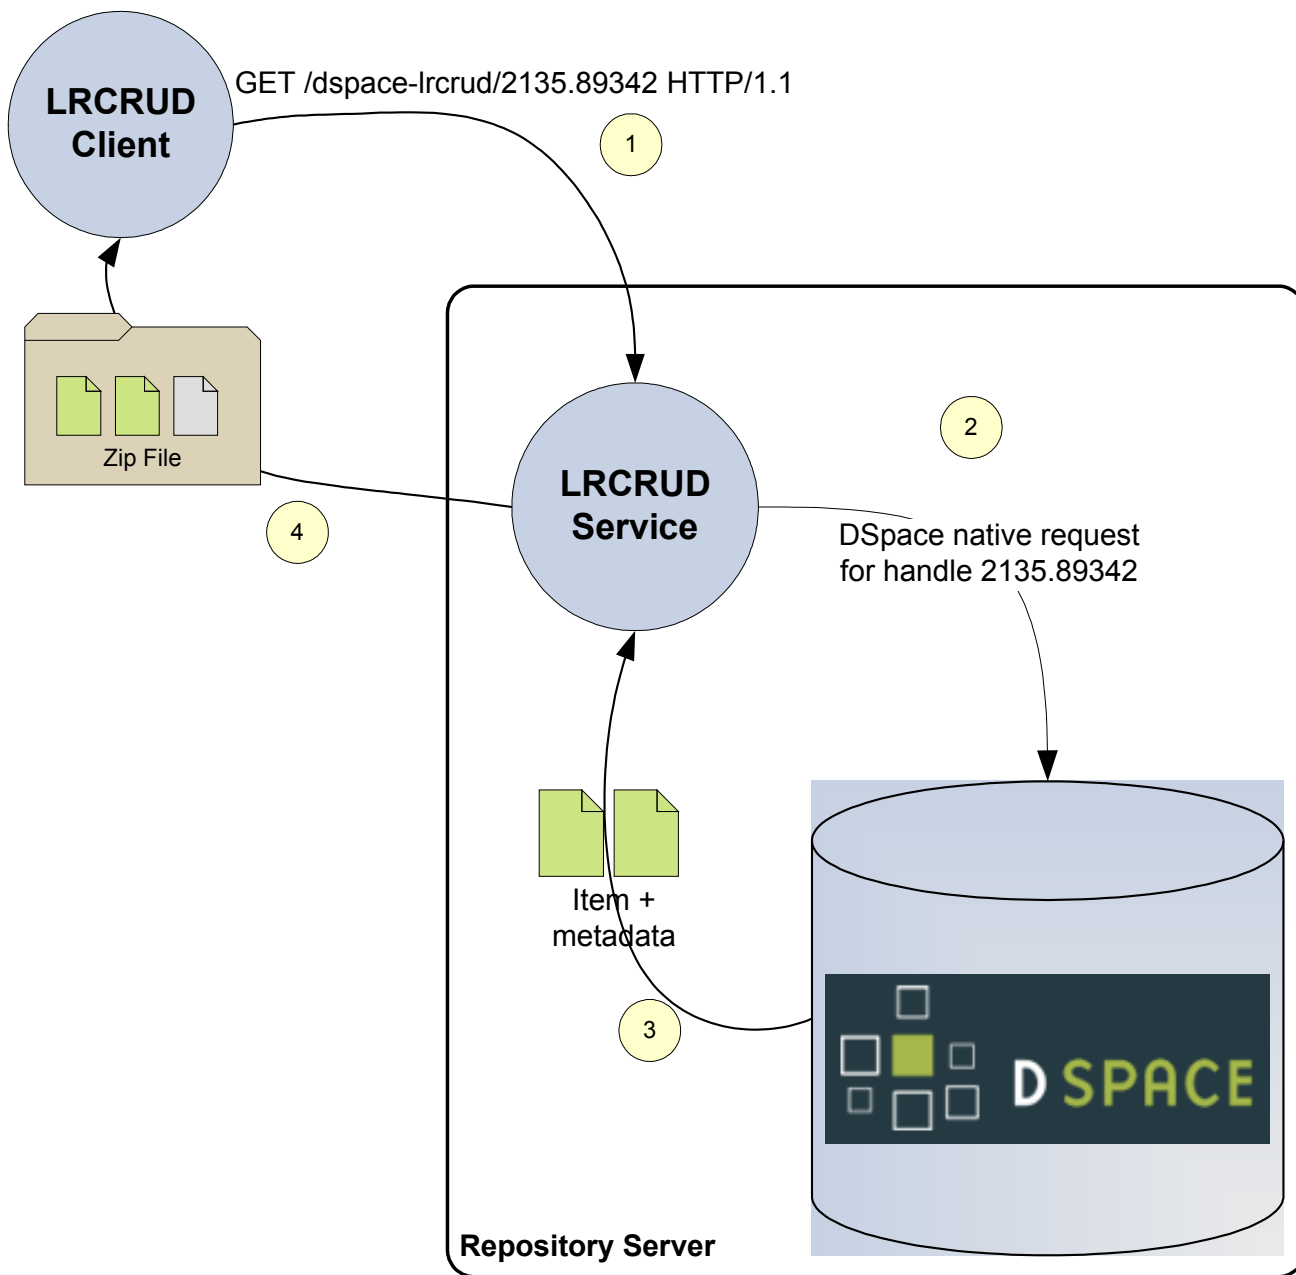 LRCRUD
Client
GET /dspace-lrcrud/2135.89342 HTTP/1.1
1
Zip File
2
LRCRUD
Service
4
DSpace native request
for handle 2135.89342
Item +
metadata
3
DSPACE
Repository Server